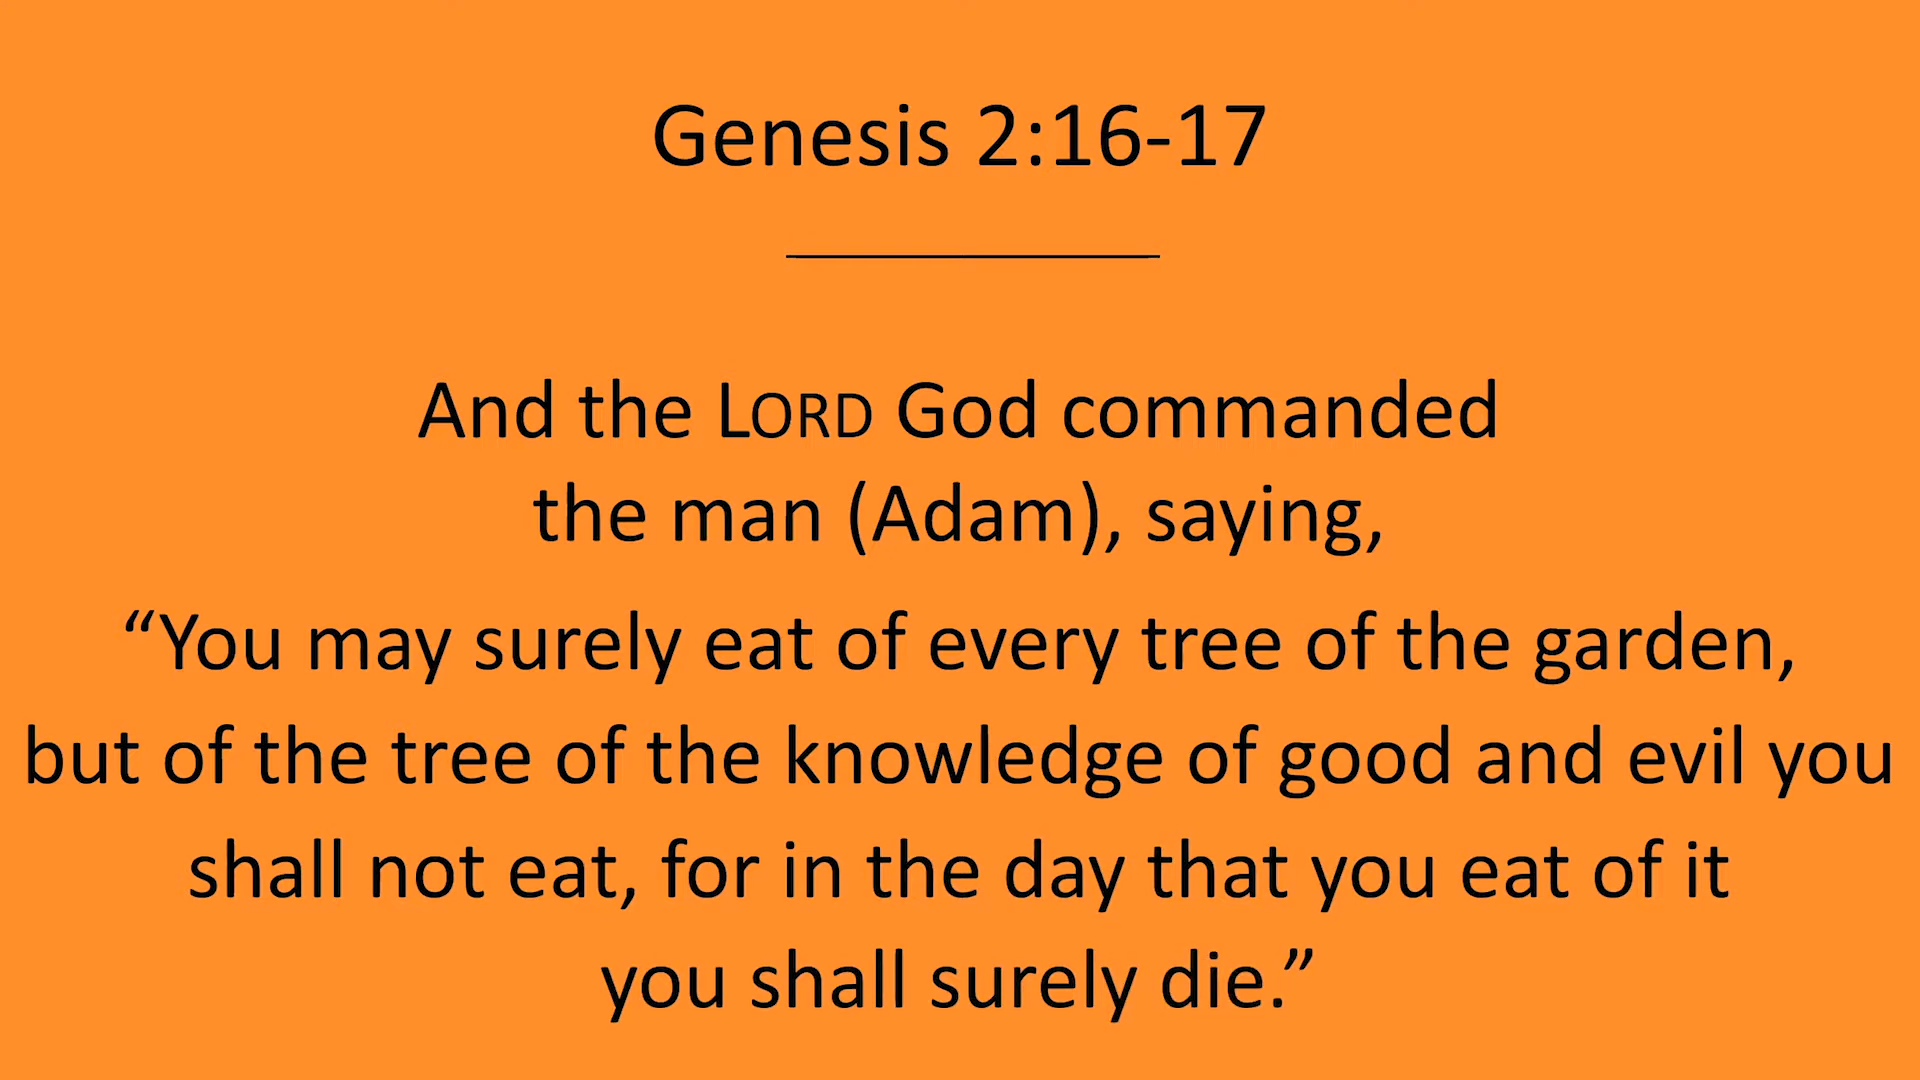 Genesis 2:16-17
And the LORD God commanded
the man (Adam), saying,
“You may surely eat of every tree of the garden,
but of the tree of the knowledge of good and evil you
shall not eat, for in the day that you eat of it
you shall surely die.”